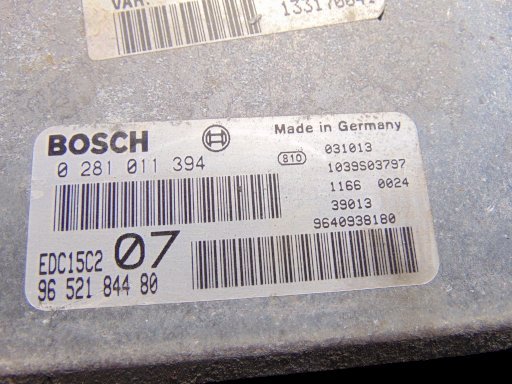 VAR.
BOSCH
Made in Germany
0 281 011 394
810
031013
1039S03797
1166 0024
39013
9640938180
EDC15C2
07
96 521 844 80